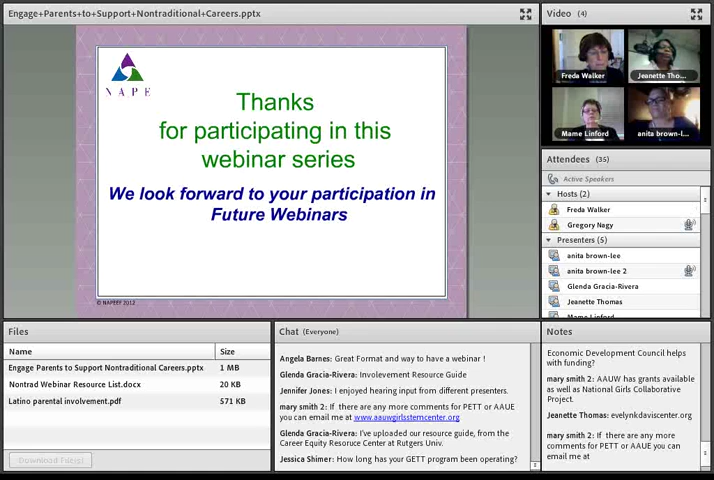 Engage+Parents+to+Support+Nontraditional+Careers.pptx
NAPE
Thanks
for participating in this
webinar series
We look forward to your participation in
Future Webinars
© NAPEEF 2012
Video (4)
Freda Walker
Jeanette Tho...
Mame Linford
anita brown-l...
Attendees (35)
Active Speakers
Hosts (2)
Freda Walker
Gregory Nagy
Presenters (5)
anita brown-lee
anita brown-lee 2
Glenda Gracia-Rivera
Jeanette Thomas
Mame Linford
Files
Name Size
Engage Parents to Support Nontraditional Careers.pptx 1 MB
Nontrad Webinar Resource List.docx 20 KB
Latino parental involvement.pdf 571 KB
Download File(s)
Chat (Everyone)
Angela Barnes: Great Format and way to have a webinar !
Glenda Gracia-Rivera: Involevement Resource Guide
Jennifer Jones: I enjoyed hearing input from different presenters.
mary smith 2: If there are any more comments for PETT or AAUE
you can email me at www.aauwgirlsstemcenter.org
Glenda Gracia-Rivera: I've uploaded our resource guide, from the
Career Equity Resoruce Center at Rutgers Univ.
Jessica Shimer: How long has your GETT program been operating?
Notes
Economic Development Council helps
with funding?
mary smith 2: AAUW has grants available
as well as National Girls Collaborative
Project.
Jeanette Thomas: evelynkdaviscenter.org
mary smith 2: If there are any more
comments for PETT or AAUE you can
email me at